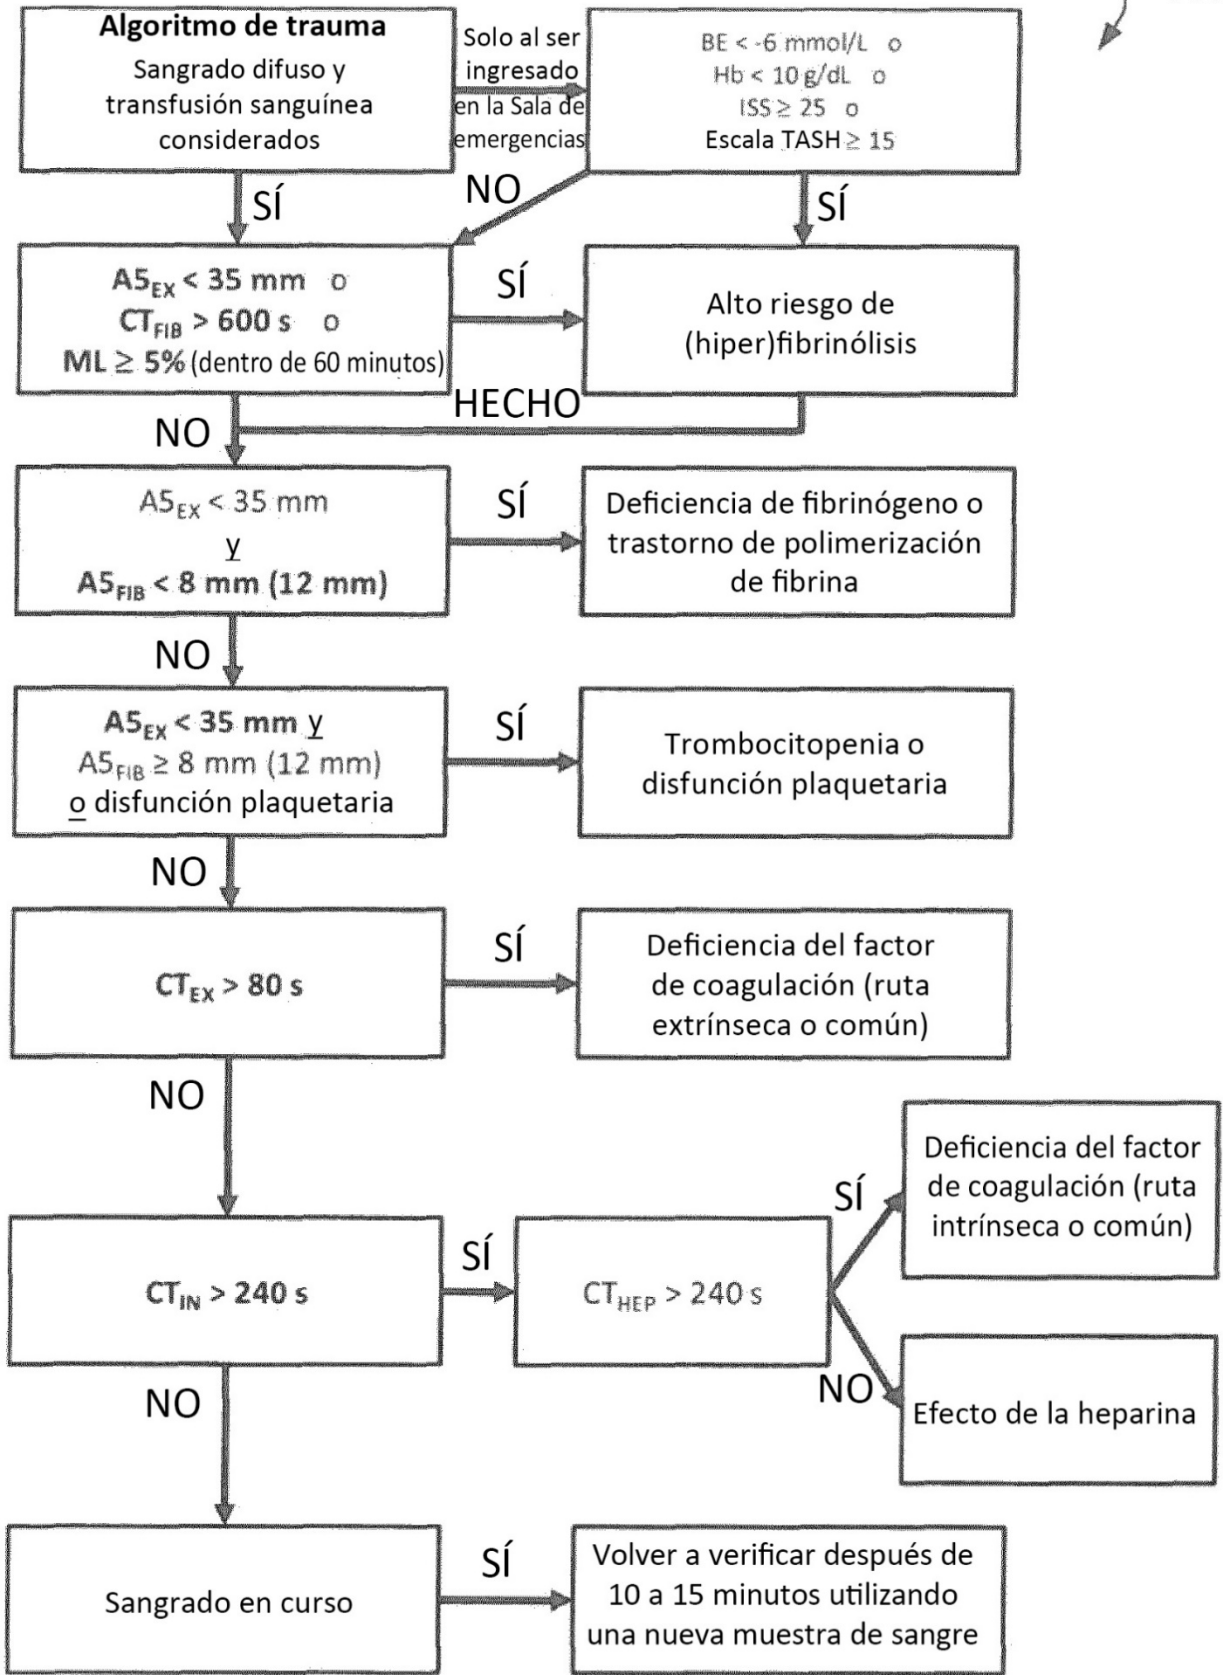 Algoritmo de trauma
Sangrado difuso y
transfusión sanguínea
considerados
Solo al ser
ingresado
en la Sala de
emergencias
BE < -6 mmol/L o
Hb < 10 g/dL o
ISS ≥ 25 o
Escala TASH ≥ 15
SÍ
NO
SÍ
A5EX < 35 mm o
CTFIB > 600 s o
ML ≥ 5% (dentro de 60 minutos)
SÍ
Alto riesgo de
(hiper)fibrinólisis
HECHO
NO
A5EX < 35 mm
y
A5FIB < 8 mm (12 mm)
SÍ
Deficiencia de fibrinógeno o
trastorno de polimerización
de fibrina
NO
A5EX < 35 mm y
A5FIB ≥ 8 mm (12 mm)
o disfunción plaquetaria
SÍ
Trombocitopenia o
disfunción plaquetaria
NO
CTEX > 80 s
SÍ
Deficiencia del factor
de coagulación (ruta
extrínseca o común)
NO
CTIN > 240 s
SÍ
CTHEP > 240 s
SÍ
Deficiencia del factor
de coagulación (ruta
intrínseca o común)
NO
Efecto de la heparina
NO
Sangrado en curso
SÍ
Volver a verificar después de
10 a 15 minutos utilizando
una nueva muestra de sangre